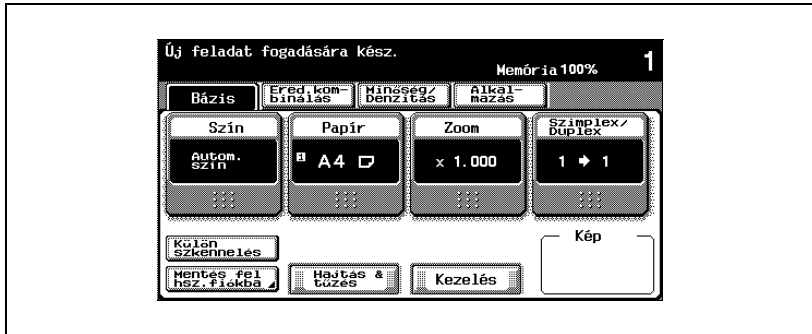 Új feladat fogadására kész.
Memória 100%
1
Bázis
Ered.kom-
binálás
Minőség/
Denzitás
Alkal-
mazás
Szín
Papír
Zoom
Szimplex/
Duplex
Autom.
szín
1 A4
x 1.000
1 → 1
Külön
szkennelés
Kép
Mentés fel
hsz.fiókba
Hajtás &
tűzés
Kezelés